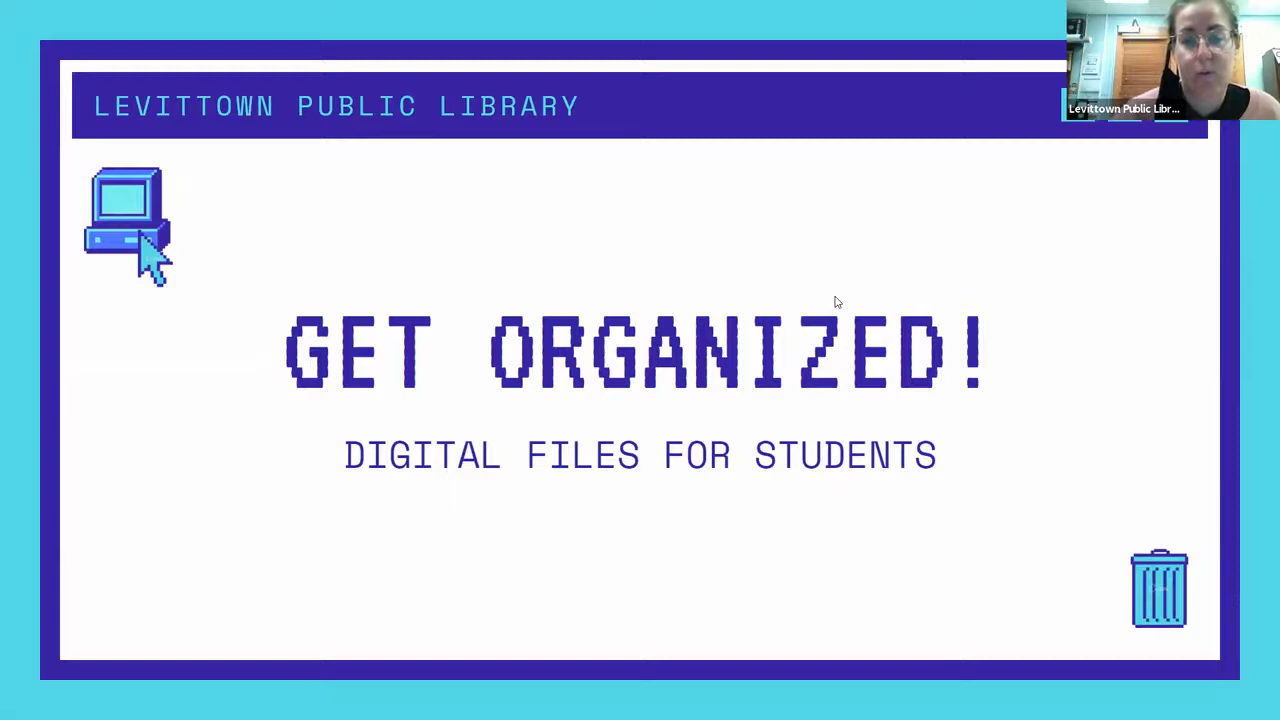 LEVITTOWN PUBLIC LIBRARY
Levittown Public Libr...
GET ORGANIZED!
DIGITAL FILES FOR STUDENTS